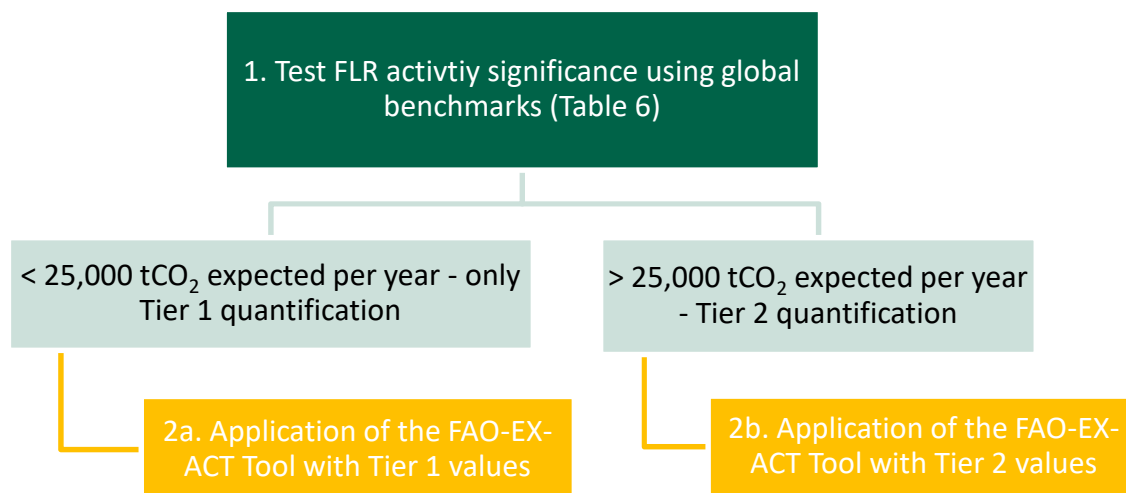 1. Test FLR activtiy significance using global
benchmarks (Table 6)
< 25,000 tCO₂ expected per year - only
Tier 1 quantification
> 25,000 tCO₂ expected per year
- Tier 2 quantification
2a. Application of the FAO-EX-
ACT Tool with Tier 1 values
2b. Application of the FAO-EX-
ACT Tool with Tier 2 values